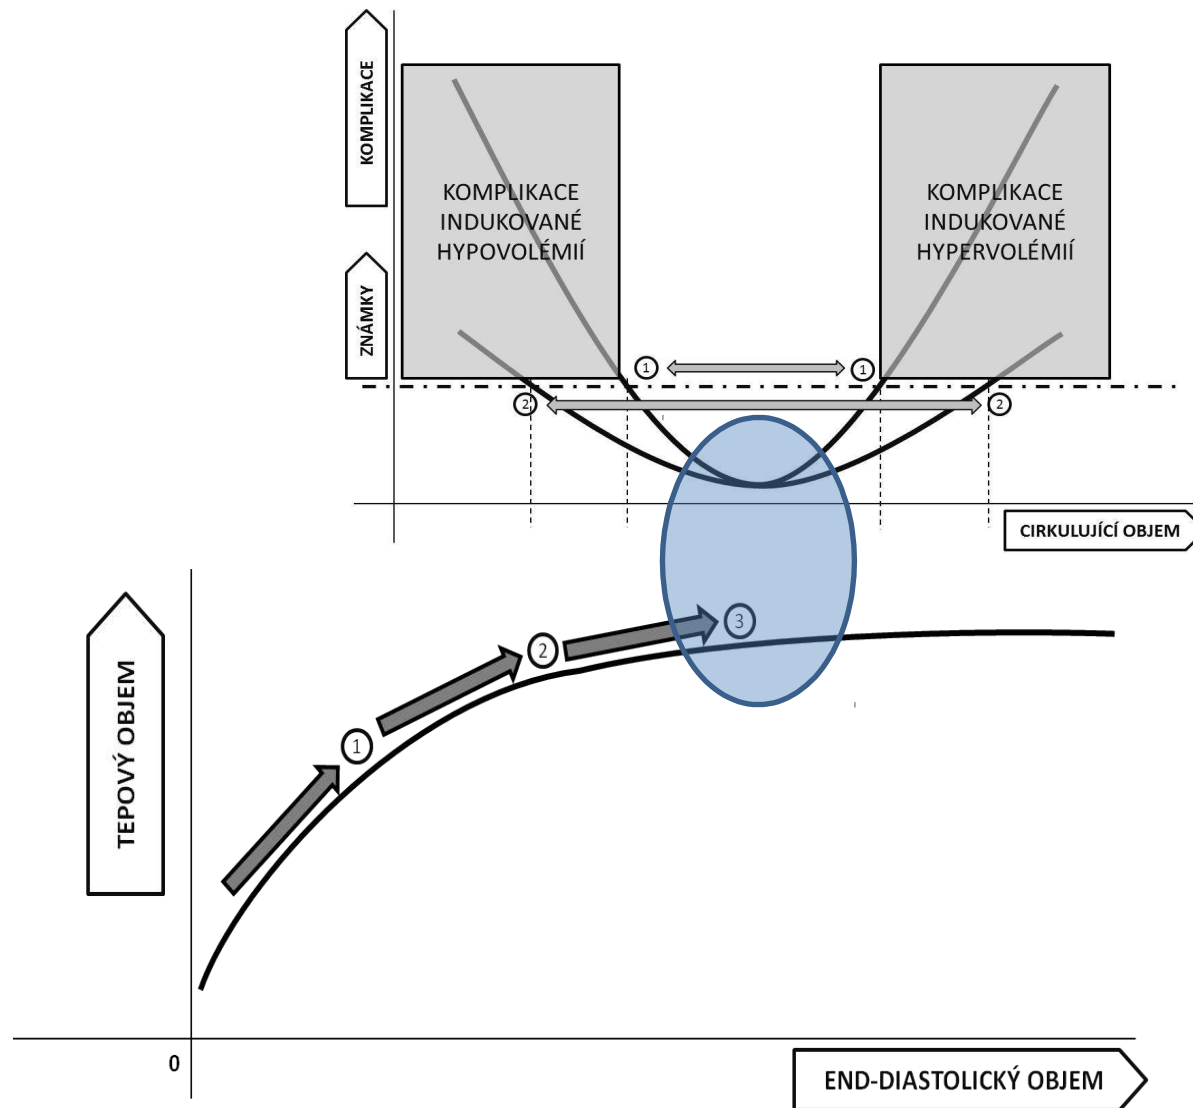 KOMPLIKACE
ZNÁMKY
KOMPLIKACE
INDUKOVANÉ
HYPOVOLÉMIÍ
KOMPLIKACE
INDUKOVANÉ
HYPERVOLÉMIÍ
1
1
2
2
CIRKULUJÍCÍ OBJEM
TEPOVÝ OBJEM
1
2
3
0
END-DIASTOLICKÝ OBJEM